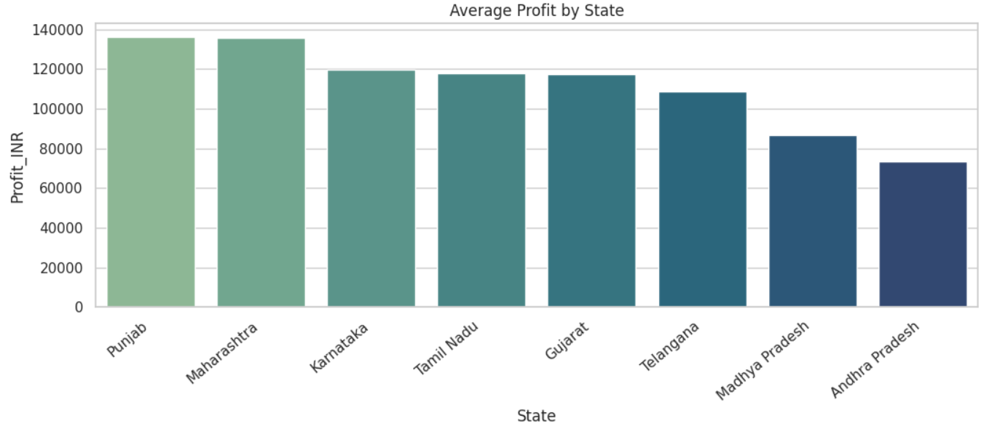 Average Profit by State
Profit_INR
140000
120000
100000
80000
60000
40000
20000
0
Punjab
Maharashtra
Karnataka
Tamil Nadu
Gujarat
Telangana
Madhya Pradesh
Andhra Pradesh
State